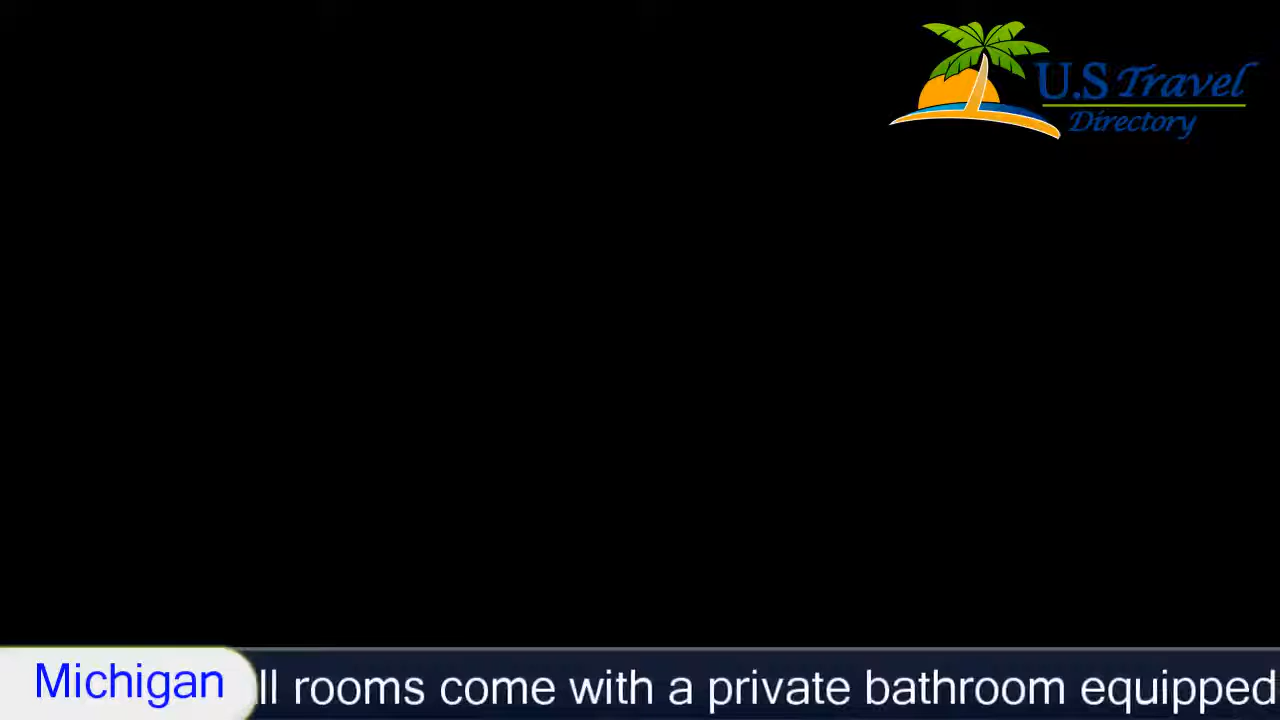 U.S Travel
Directory
Michigan
ll rooms come with a private bathroom equipped